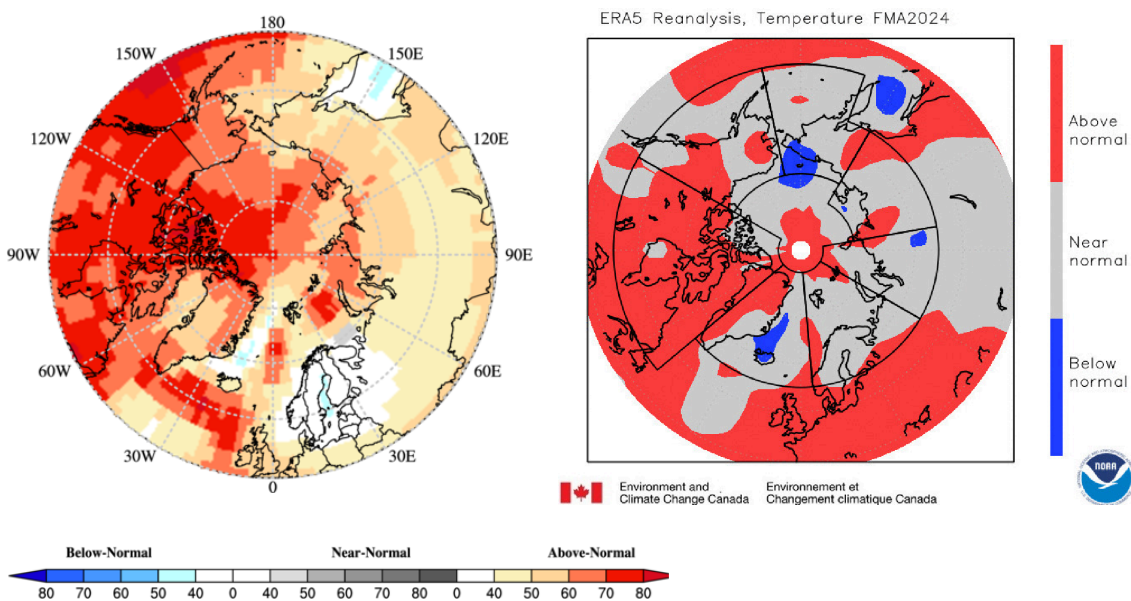 ERA5 Reanalysis, Temperature FMA2024
180
150W
150E
120W
120E
90W
90E
60W
60E
30W
30E
0
Above
normal
Near
normal
Below
normal
NOAA
Environment and
Climate Change Canada
Environnement et
Changement climatique Canada
Below-Normal
Near-Normal
Above-Normal
80 70 60 50 40 0 40 50 60 70 80 0 40 50 60 70 80